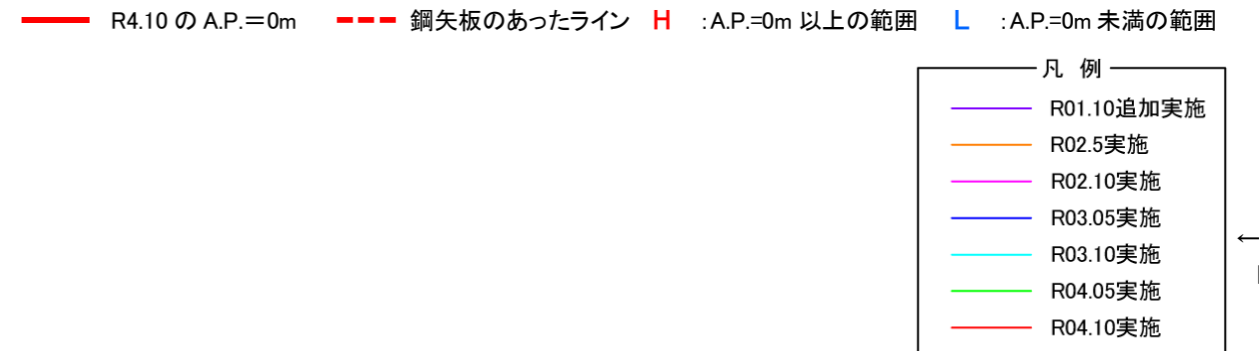 R4.10 の A.P.＝0m 鋼矢板のあったライン H ：A.P.=0m 以上の範囲 L ：A.P.=0m 未満の範囲
凡 例
R01.10追加実施
R02.5実施
R02.10実施
R03.05実施
←
R03.10実施
R04.05実施
R04.10実施